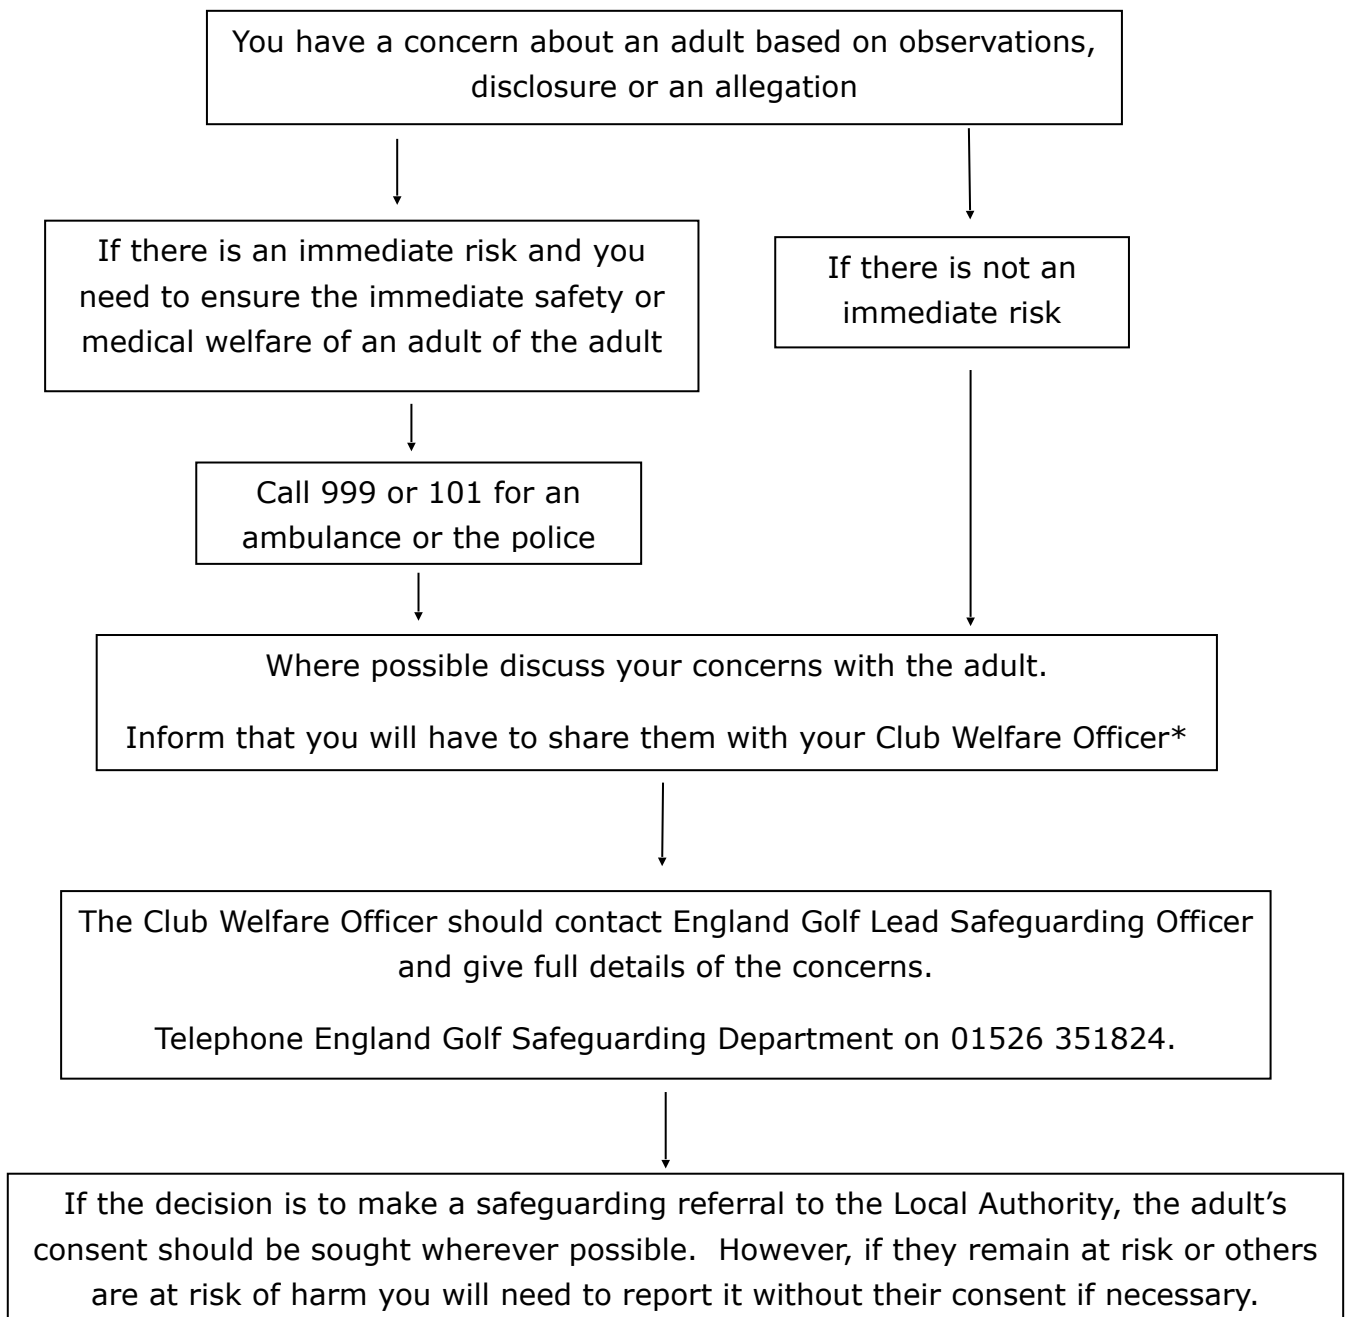 You have a concern about an adult based on observations,
disclosure or an allegation
If there is an immediate risk and you
need to ensure the immediate safety or
medical welfare of an adult of the adult
If there is not an
immediate risk
Call 999 or 101 for an
ambulance or the police
Where possible discuss your concerns with the adult.
Inform that you will have to share them with your Club Welfare Officer*
The Club Welfare Officer should contact England Golf Lead Safeguarding Officer
and give full details of the concerns.
Telephone England Golf Safeguarding Department on 01526 351824.
If the decision is to make a safeguarding referral to the Local Authority, the adult’s
consent should be sought wherever possible.  However, if they remain at risk or others
are at risk of harm you will need to report it without their consent if necessary.